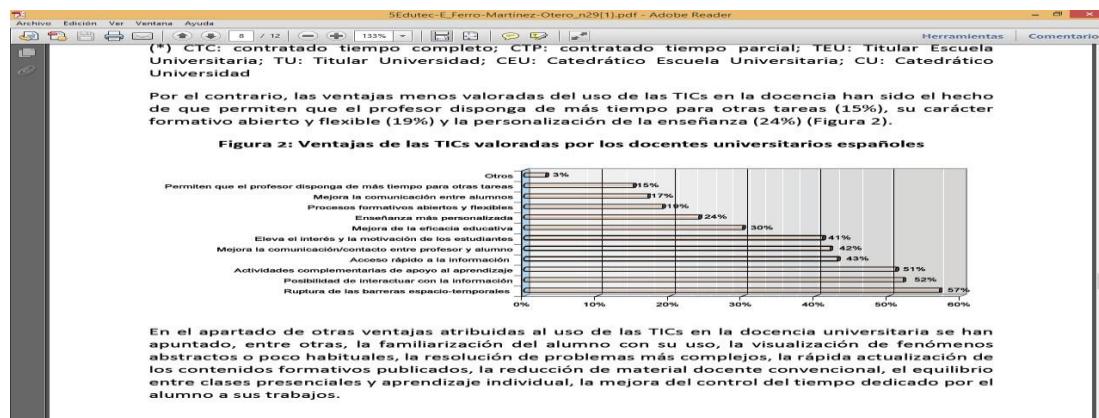 5Edutec-E_Ferro-Martinez-Otero_n29[1].pdf - Adobe Reader
Archivo Edición Ver Ventana Ayuda
8 / 12 133% Herramientas Comentario
(*) CTC: contratado tiempo completo; CTP: contratado tiempo parcial; TEU: Titular Escuela
Universitaria; TU: Titular Universidad; CEU: Catedrático Escuela Universitaria; CU: Catedrático
Universidad
Por el contrario, las ventajas menos valoradas del uso de las TICs en la docencia han sido el hecho
de que permiten que el profesor disponga de más tiempo para otras tareas (15%), su carácter
formativo abierto y flexible (19%) y la personalización de la enseñanza (24%) (Figura 2).
Figura 2: Ventajas de las TICs valoradas por los docentes universitarios españoles
Otros 3%
Permiten que el profesor disponga de más tiempo para otras tareas 15%
Mejora la comunicación entre alumnos 17%
Procesos formativos abiertos y flexibles 19%
Enseñanza más personalizada 24%
Mejora de la eficacia educativa 30%
Eleva el interés y la motivación de los estudiantes 41%
Mejora la comunicación/contacto entre profesor y alumno 42%
Acceso rápido a la información 43%
Actividades complementarias de apoyo al aprendizaje 51%
Posibilidad de interactuar con la información 52%
Ruptura de las barreras espacio-temporales 57%
0% 10% 20% 30% 40% 50% 60%
En el apartado de otras ventajas atribuidas al uso de las TICs en la docencia universitaria se han
apuntado, entre otras, la familiarización del alumno con su uso, la visualización de fenómenos
abstractos o poco habituales, la resolución de problemas más complejos, la rápida actualización de
los contenidos formativos publicados, la reducción de material docente convencional, el equilibrio
entre clases presenciales y aprendizaje individual, la mejora del control del tiempo dedicado por el
alumno a sus trabajos.